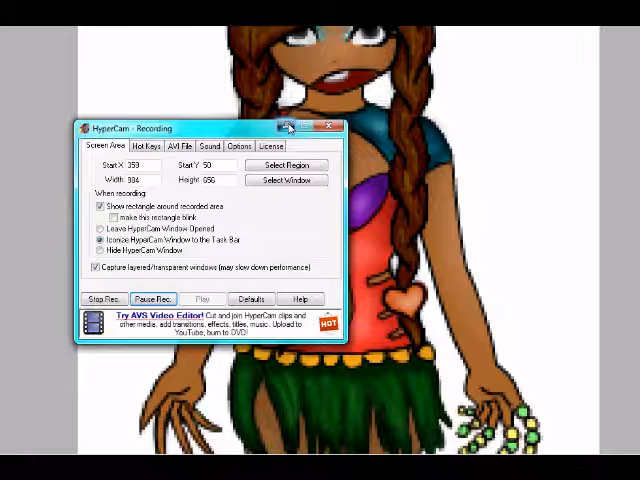 HyperCam - Recording
Screen Area Hot Keys AVI File Sound Options License
Start X 359 Start Y 50 Select Region
Width 994 Height 656 Select Window
When recording:
Show rectangle around recorded area
make this rectangle blink
Leave HyperCam Window Opened
Iconize HyperCam Window to the Task Bar
Hide HyperCam Window
Capture layered/transparent windows (may slow down performance)
Stop Rec. Pause Rec. Play Defaults Help
Try AVS Video Editor! Cut and join HyperCam clips and
other media, add transitions, effects, titles, music. Upload to
YouTube, burn to DVD!
HOT